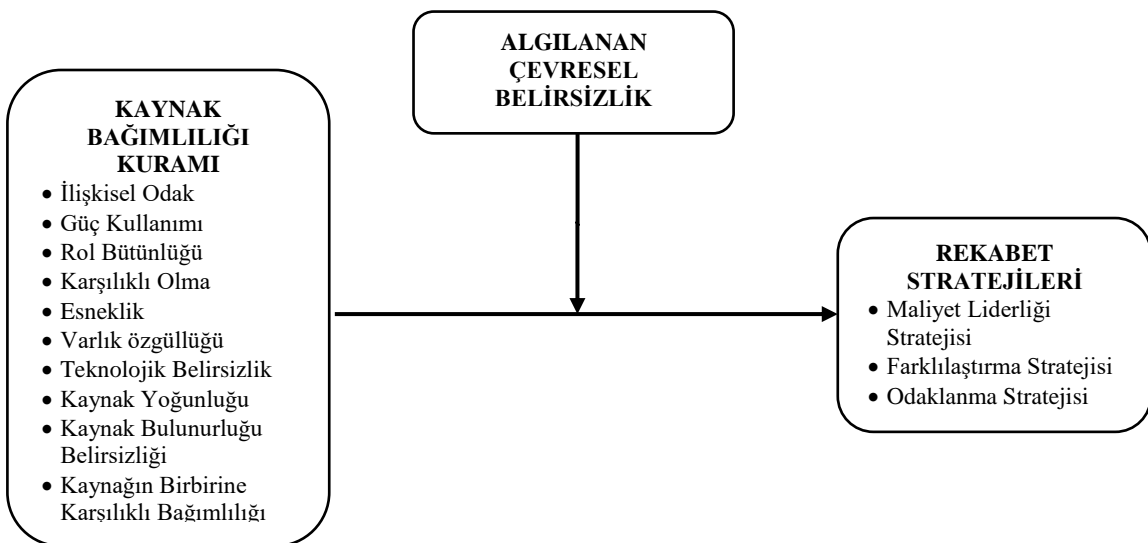 ALGILANAN
ÇEVRESEL
BELİRSİZLİK
KAYNAK
BAĞIMLILIĞI
KURAMI
• İlişkisel Odak
• Güç Kullanımı
• Rol Bütünlüğü
• Karşılıklı Olma
• Esneklik
• Varlık özgüllüğü
• Teknolojik Belirsizlik
• Kaynak Yoğunluğu
• Kaynak Bulunurluğu
Belirsizliği
• Kaynağın Birbirine
Karşılıklı Bağımlılığı
REKABET
STRATEJİLERİ
• Maliyet Liderliği
Stratejisi
• Farklılaştırma Stratejisi
• Odaklanma Stratejisi